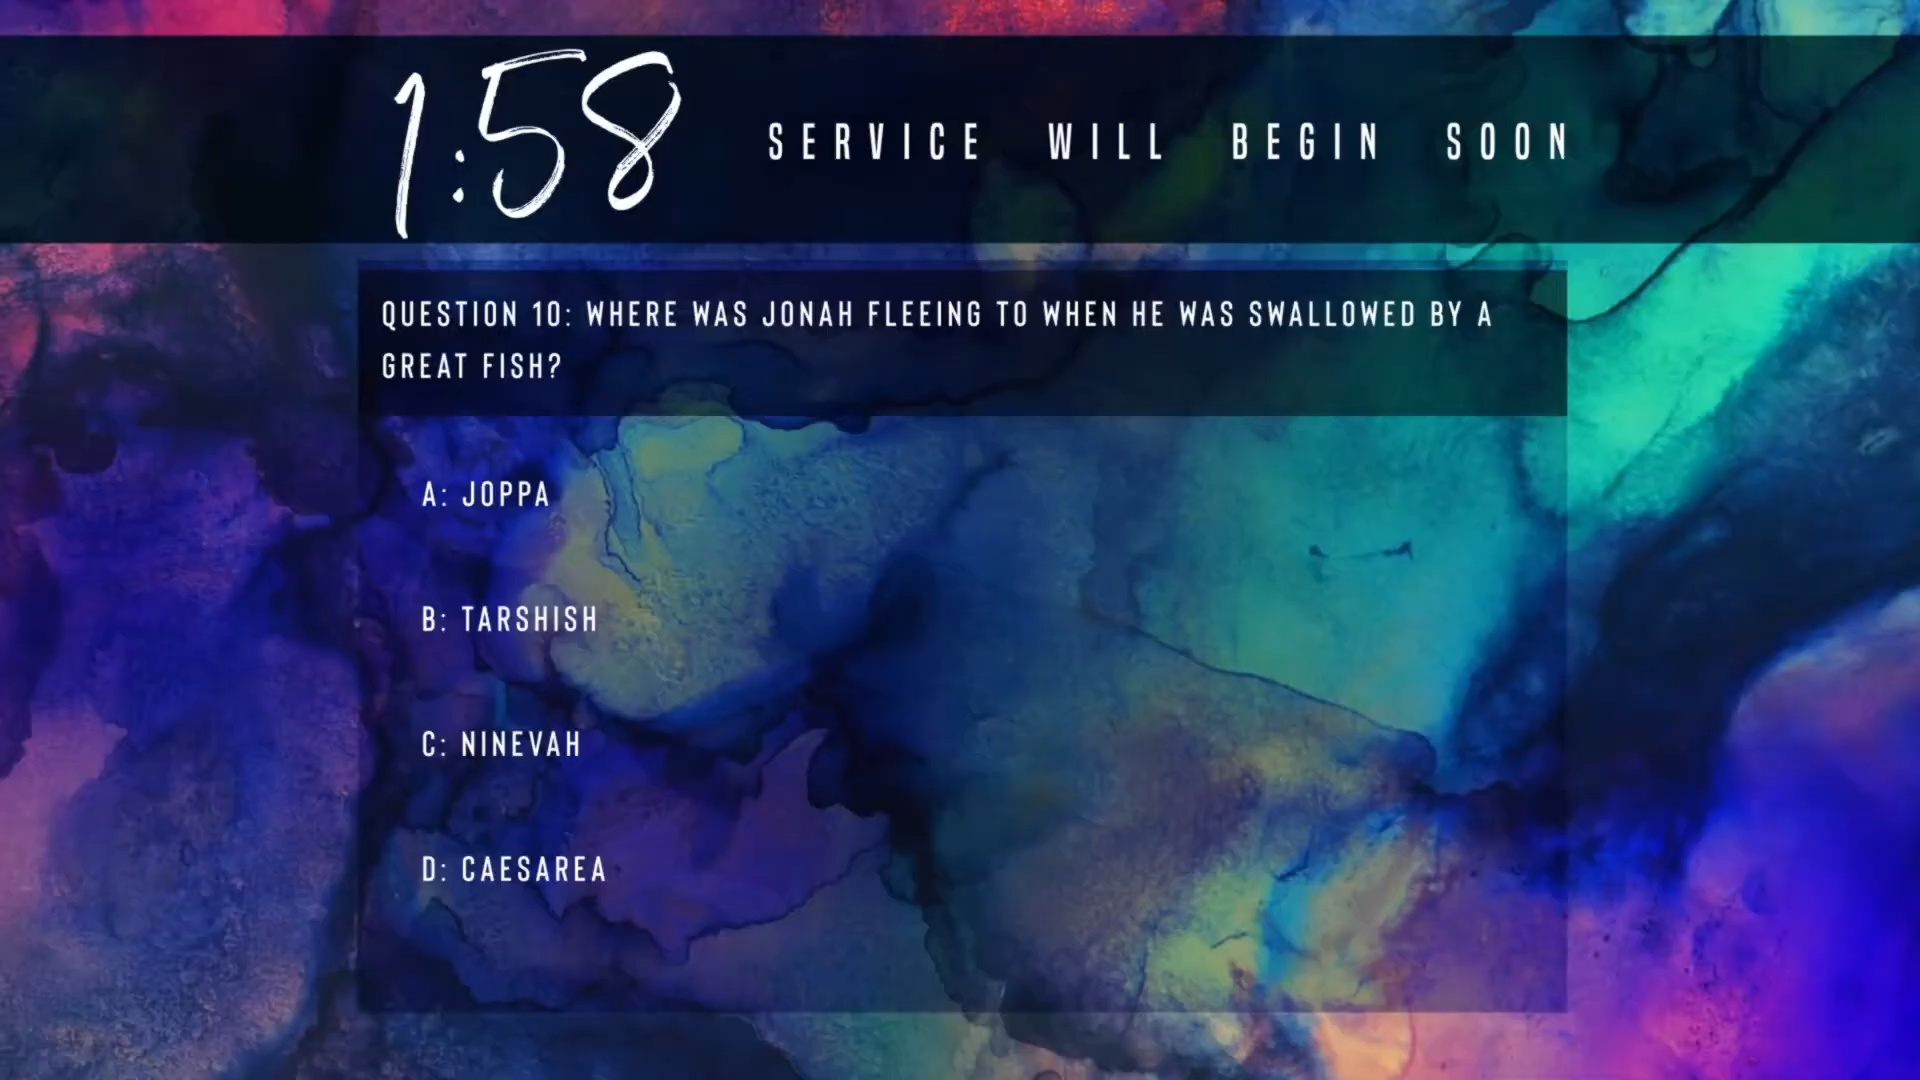 1:58 SERVICE WILL BEGIN SOON
QUESTION 10: WHERE WAS JONAH FLEEING TO WHEN HE WAS SWALLOWED BY A
GREAT FISH?
A: JOPPA
B: TARSHISH
C: NINEVAH
D: CAESAREA